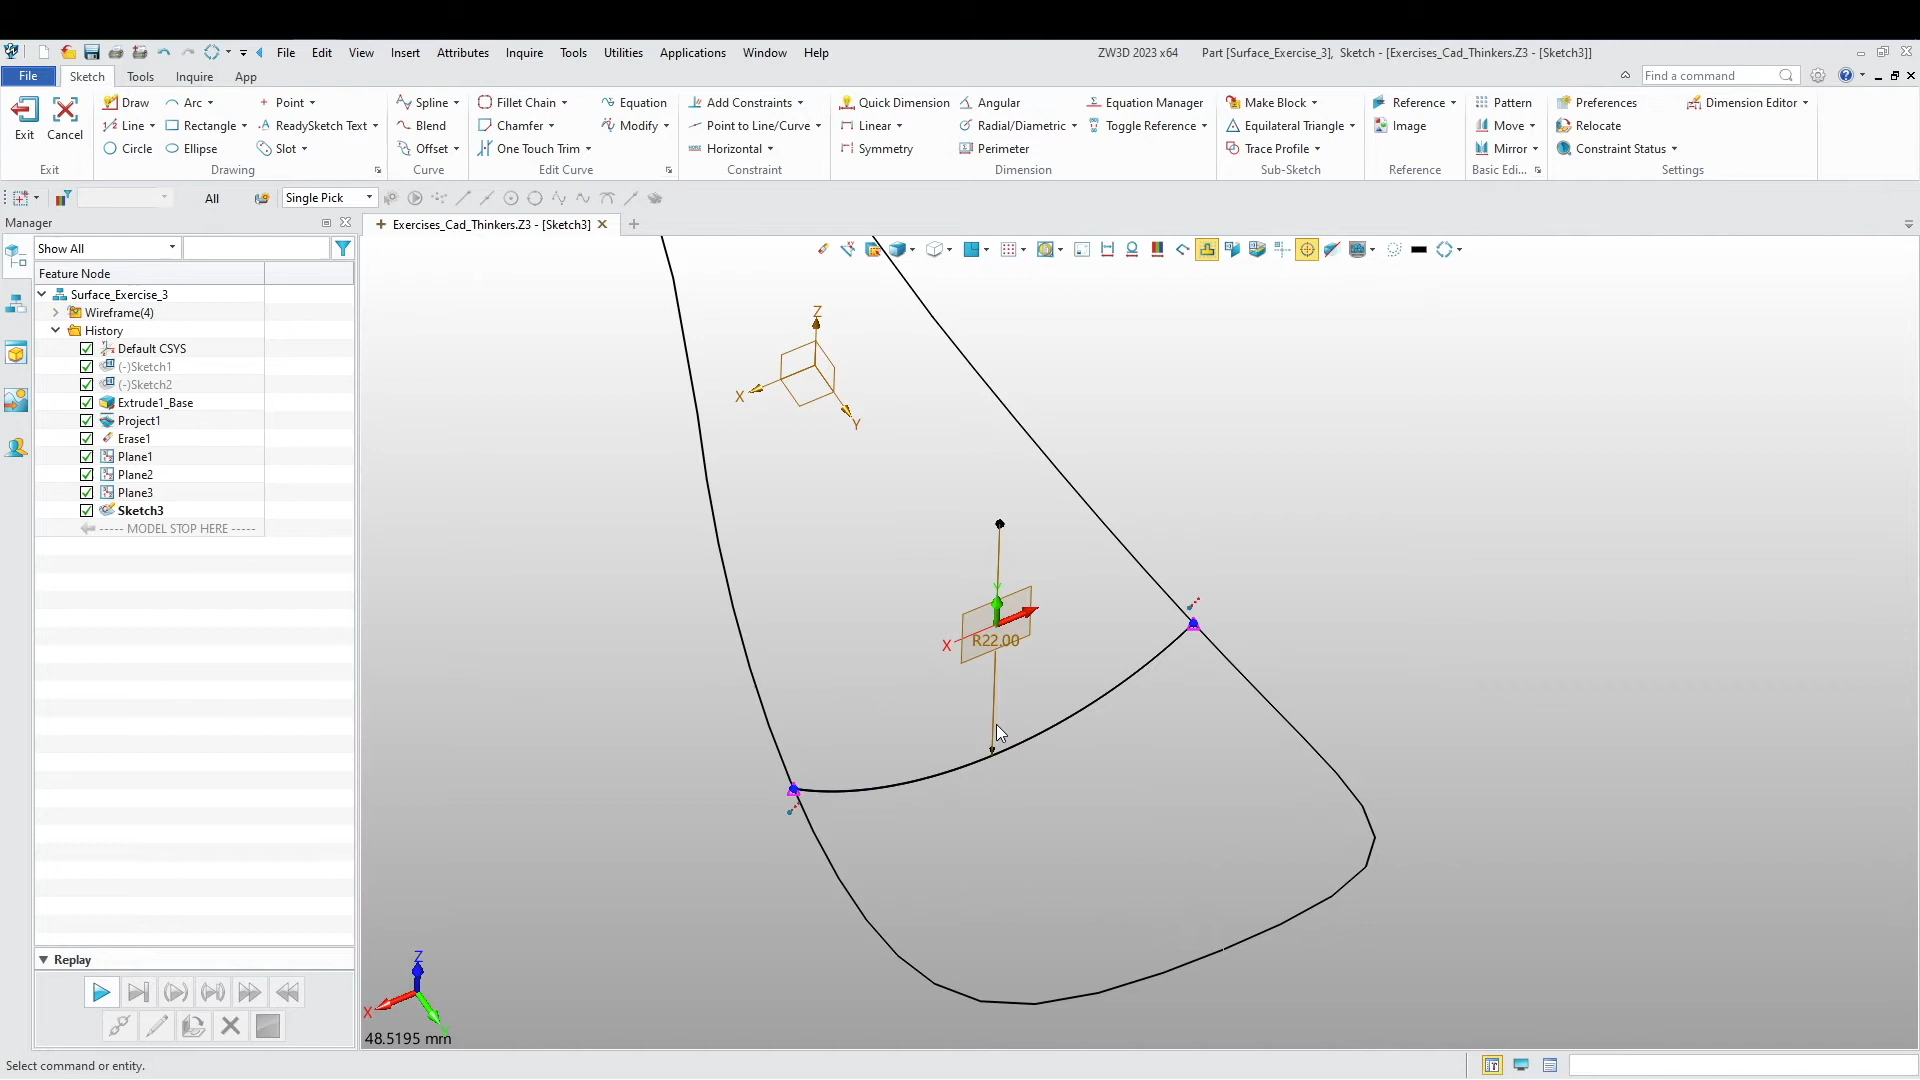 File Edit View Insert Attributes Inquire Tools Utilities Applications Window Help ZW3D 2023 x64 Part [Surface_Exercise_3], Sketch - [Exercises_Cad_Thinkers.Z3 - [Sketch3]]
File Sketch Tools Inquire App Find a command
Draw Arc Point Spline Fillet Chain Equation Add Constraints Quick Dimension Angular Equation Manager Make Block Reference Pattern Preferences Dimension Editor
Line Rectangle ReadySketch Text Blend Chamfer Modify Point to Line/Curve Linear Radial/Diametric Toggle Reference Equilateral Triangle Image Move Relocate
Exit Cancel Circle Ellipse Slot Offset One Touch Trim Horizontal Symmetry Perimeter Trace Profile Mirror Constraint Status
Exit Drawing Curve Edit Curve Constraint Dimension Sub-Sketch Reference Basic Edi... Settings
All Single Pick
Manager Exercises_Cad_Thinkers.Z3 - [Sketch3]
Show All
Feature Node
Surface_Exercise_3
Wireframe(4)
History
Default CSYS
(-)Sketch1
(-)Sketch2
Extrude1_Base
Project1
Erase1
Plane1
Plane2
Plane3
Sketch3
----- MODEL STOP HERE -----
Z
X
Y
Y
X R22.00
Replay
Z
X
Y
48.5195 mm
Select command or entity.